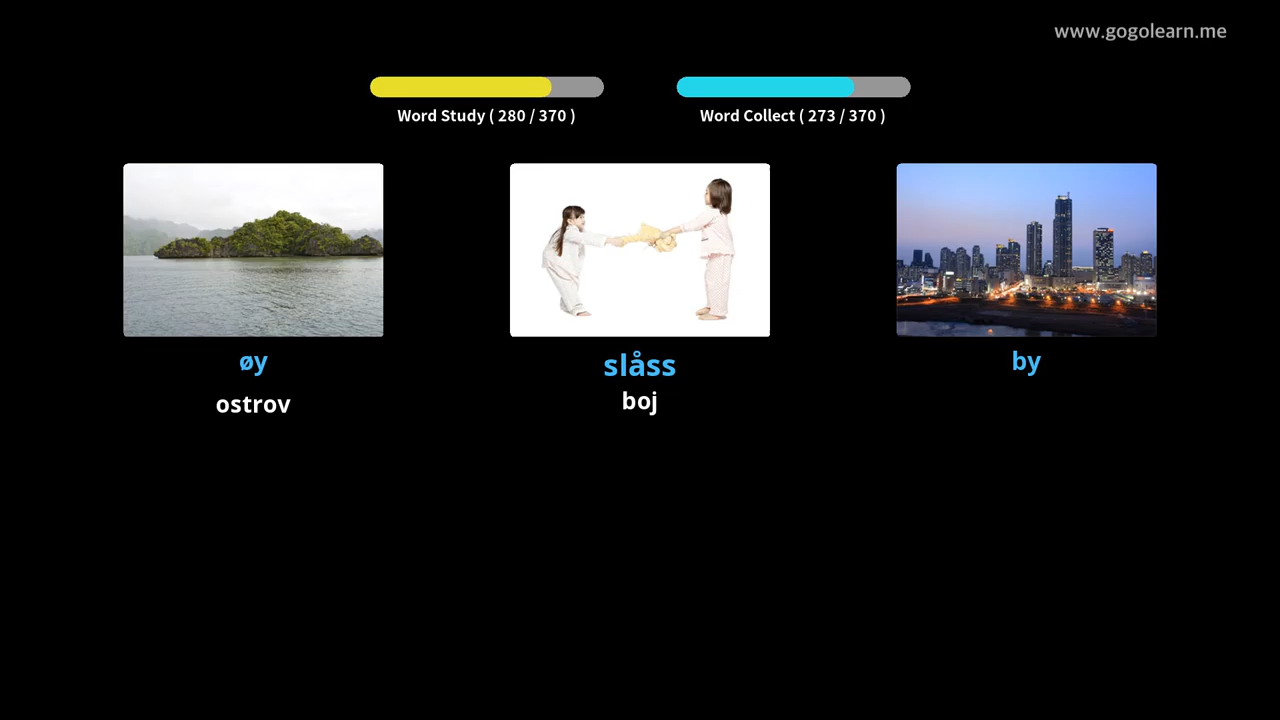 www.gogolearn.me
Word Study ( 280 / 370 )
Word Collect ( 273 / 370 )
øy
slåss
by
ostrov
boj